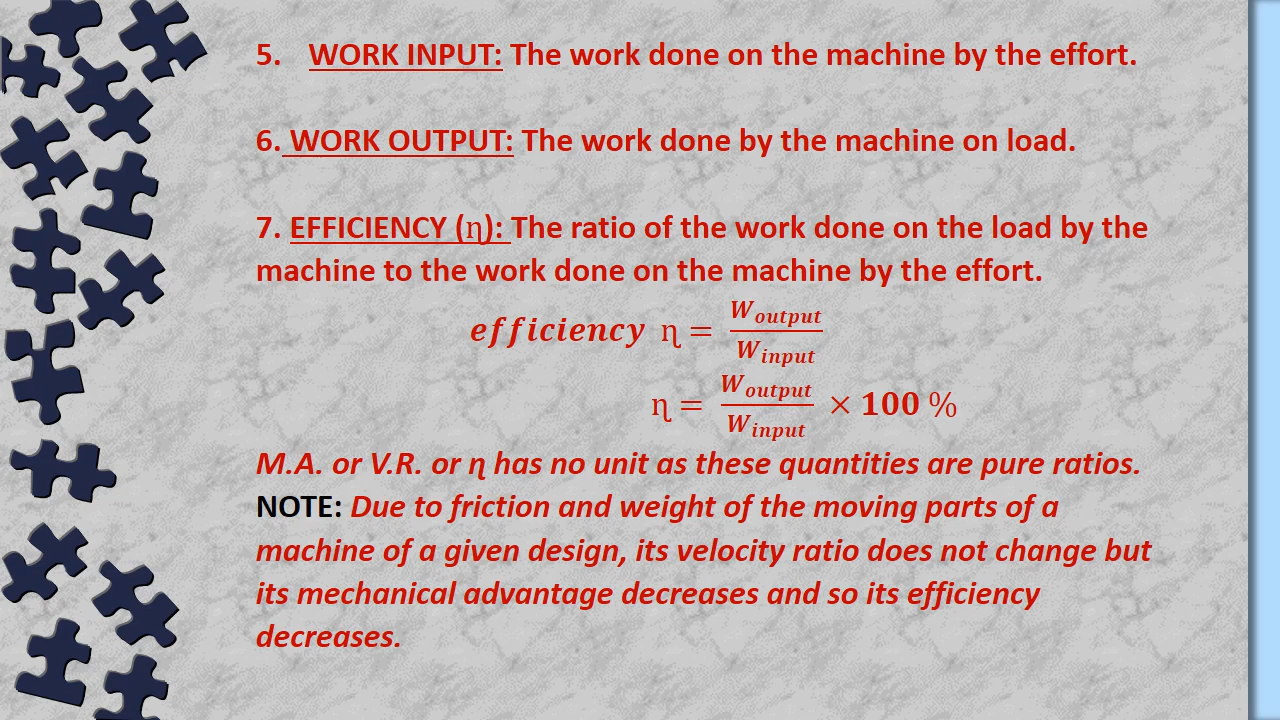 5. WORK INPUT: The work done on the machine by the effort.
6. WORK OUTPUT: The work done by the machine on load.
7. EFFICIENCY (ɳ): The ratio of the work done on the load by the
machine to the work done on the machine by the effort.
efficiency ɳ = W_output / W_input
ɳ = W_output / W_input × 100 %
M.A. or V.R. or ɳ has no unit as these quantities are pure ratios.
NOTE: Due to friction and weight of the moving parts of a
machine of a given design, its velocity ratio does not change but
its mechanical advantage decreases and so its efficiency
decreases.